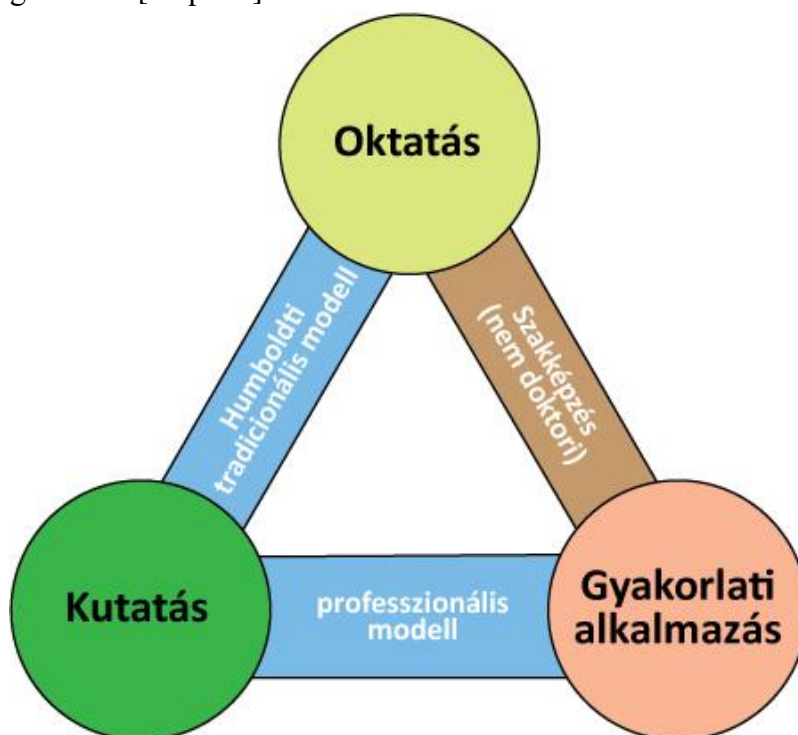 Oktatás
Humboldti
tradicionális modell
Szakképzés
(nem doktori)
Kutatás
professzionális
modell
Gyakorlati
alkalmazás